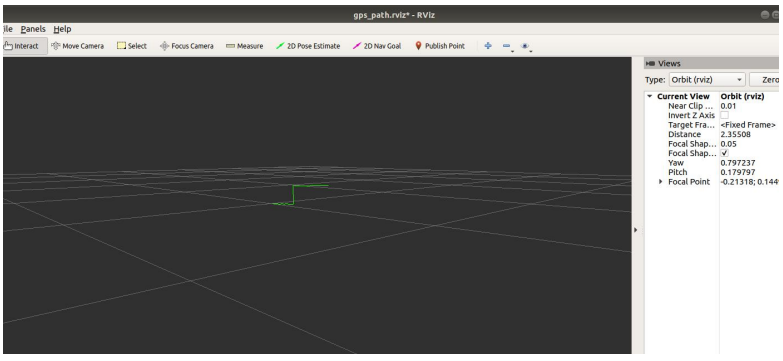 gps_path.rviz* - RViz
ile Panels Help
Interact Move Camera Select Focus Camera Measure 2D Pose Estimate 2D Nav Goal Publish Point
Views
Type: Orbit (rviz) Zero
Current View Orbit (rviz)
Near Clip ... 0.01
Invert Z Axis
Target Fra... <Fixed Frame>
Distance 2.35508
Focal Shap... 0.05
Focal Shap...
Yaw 0.797237
Pitch 0.179797
Focal Point -0.21318; 0.144